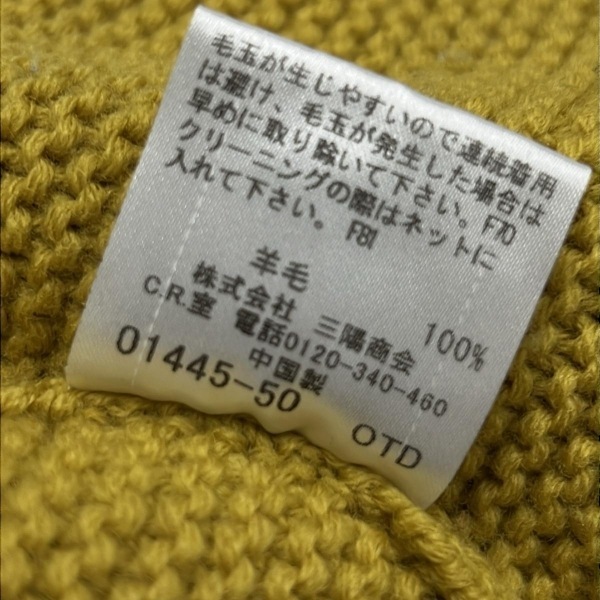 毛玉が生じやすいので連続着用
は避け、毛玉が発生した場合は
早めに取り除いて下さい。F70
クリーニングの際はネットに
入れて下さい。F81
羊毛 100%
株式会社 三陽商会
C.R.室 電話0120-340-460
中国製
01445-50 OTD